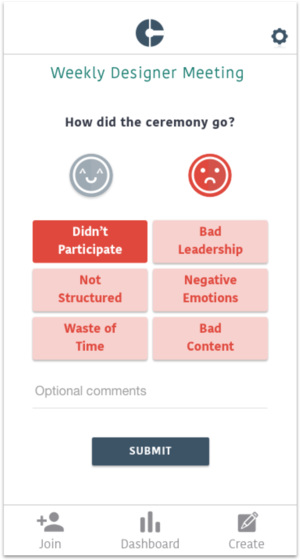 Weekly Designer Meeting
How did the ceremony go?
Didn't
Participate
Bad
Leadership
Not
Structured
Negative
Emotions
Waste of
Time
Bad
Content
Optional comments
SUBMIT
Join
Dashboard
Create